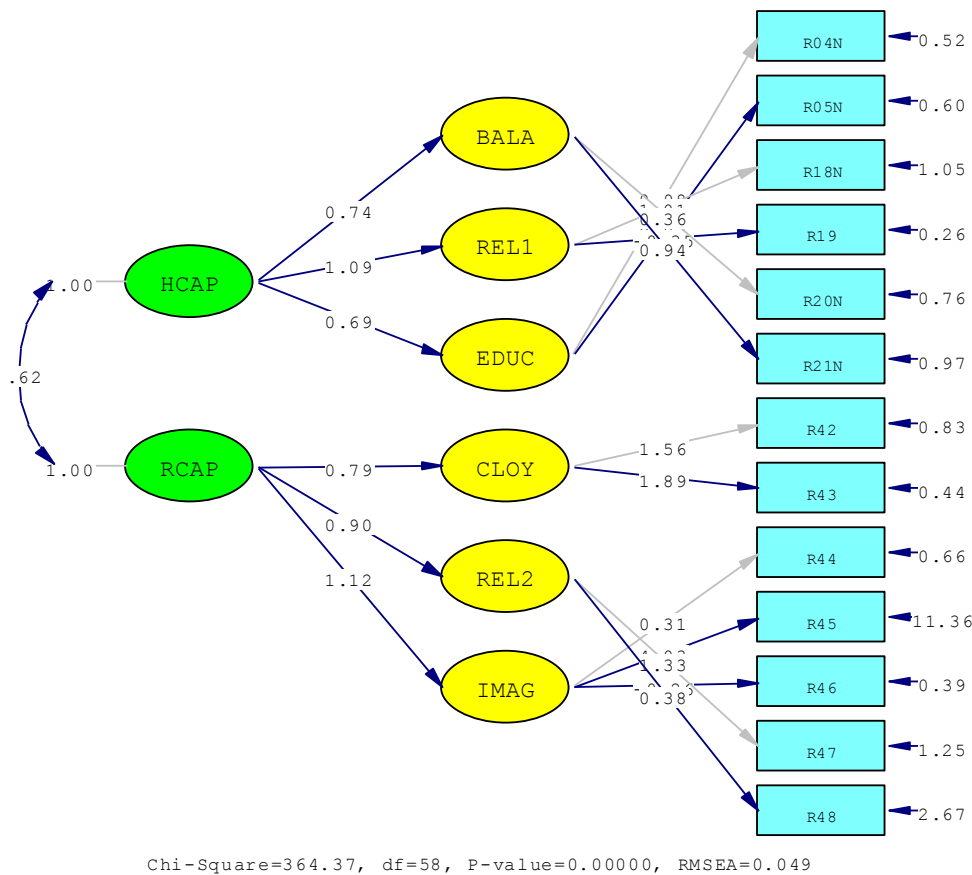 R04N
0.52
R05N
0.60
BALA
R18N
1.05
0.74
0.36
R19
0.26
REL1
0.94
1.09
HCAP
1.00
R20N
0.76
0.69
EDUC
R21N
0.97
.62
R42
0.83
1.56
RCAP
1.00
0.79
CLOY
1.89
R43
0.44
0.90
R44
0.66
REL2
1.12
0.31
R45
11.36
1.33
IMAG
0.38
R46
0.39
R47
1.25
R48
2.67
Chi-Square=364.37, df=58, P-value=0.00000, RMSEA=0.049